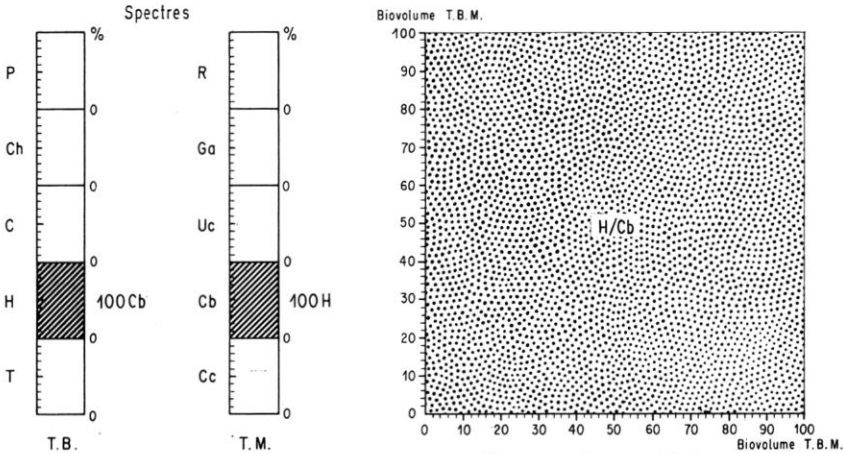 Spectres
% %
P R
0 0
Ch Ga
0 0
C Uc
0 0
H 100Cb Cb 100H
0 0
T Cc
0 0
T.B. T.M.
Biovolume T.B.M.
100
90
80
70
60
50
40
30
20
10
0
H/Cb
0 10 20 30 40 50 60 70 80 90 100
Biovolume T.B.M.